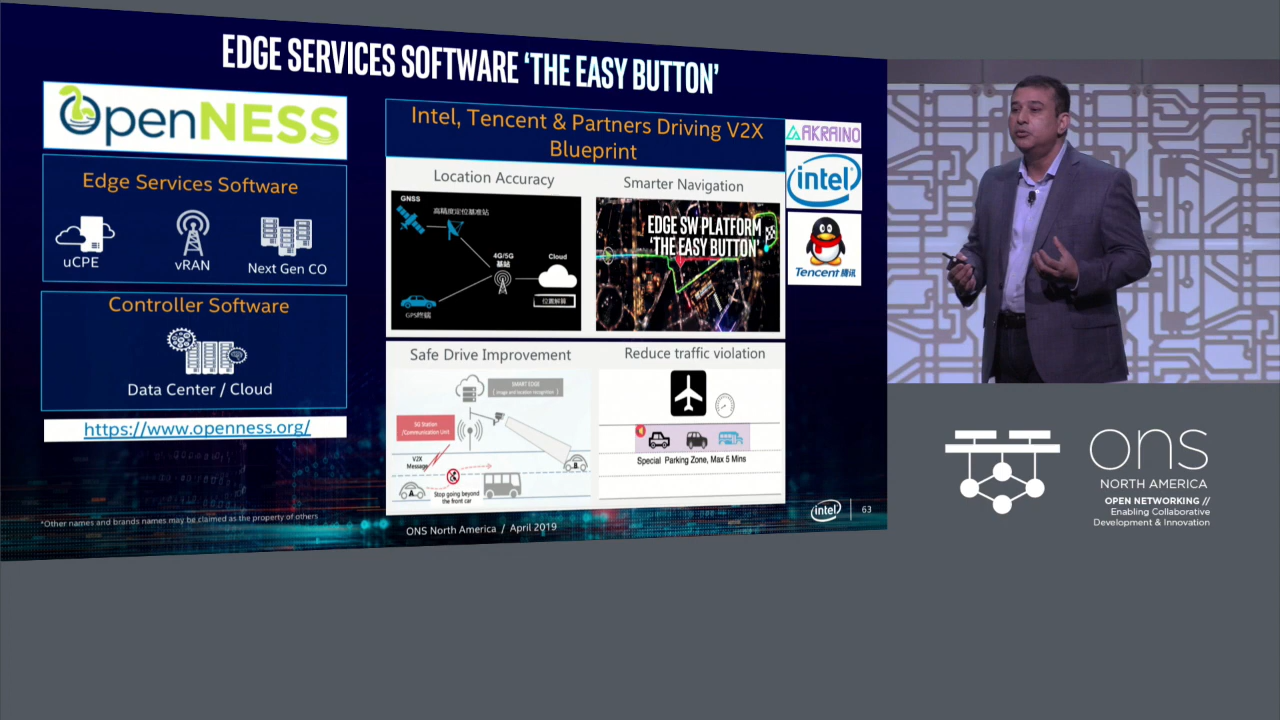 EDGE SERVICES SOFTWARE ‘THE EASY BUTTON’
OpenNESS
Edge Services Software
uCPE
vRAN
Next Gen CO
Controller Software
Data Center / Cloud
https://www.openness.org/
*Other names and brands names may be claimed as the property of others
Intel, Tencent & Partners Driving V2X
Blueprint
Location Accuracy
GNSS
高精度定位基准站
4G/5G
基站
Cloud
GPS终端
Smarter Navigation
EDGE SW PLATFORM
‘THE EASY BUTTON’
Safe Drive Improvement
SMART EDGE
( Image and location recognition )
5G Station
/Communication Unit
V2X
Message
A
B
Stop going beyond
the front car
Reduce traffic violation
Special Parking Zone, Max 5 Mins
AKRAINO
intel
Tencent 腾讯
ONS North America / April 2019
intel
63
ons
NORTH AMERICA
OPEN NETWORKING //
Enabling Collaborative
Development & Innovation